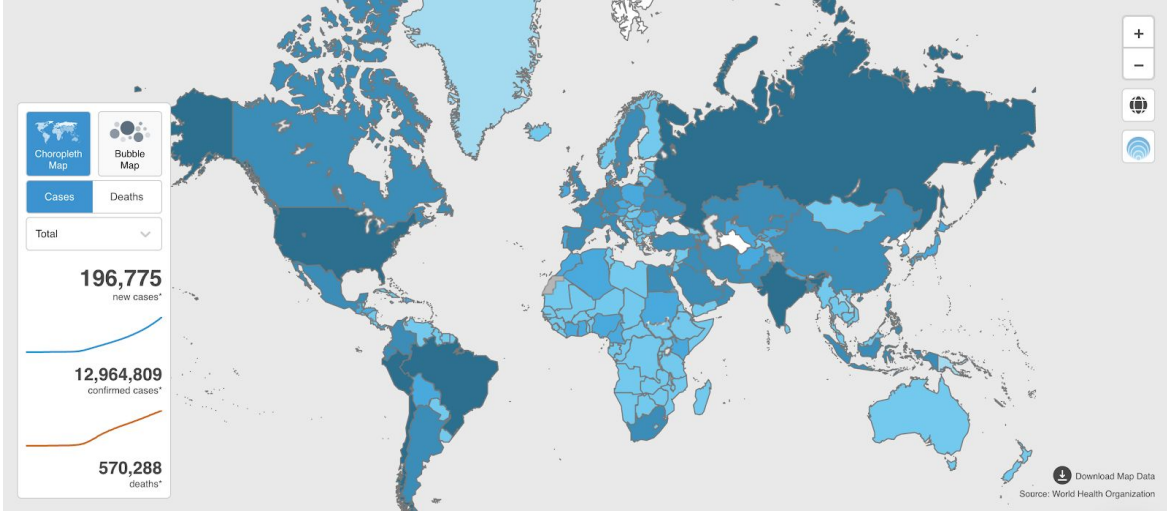 Choropleth
Map
Bubble
Map
Cases
Deaths
Total
196,775
new cases*
12,964,809
confirmed cases*
570,288
deaths*
+
−
Download Map Data
Source: World Health Organization